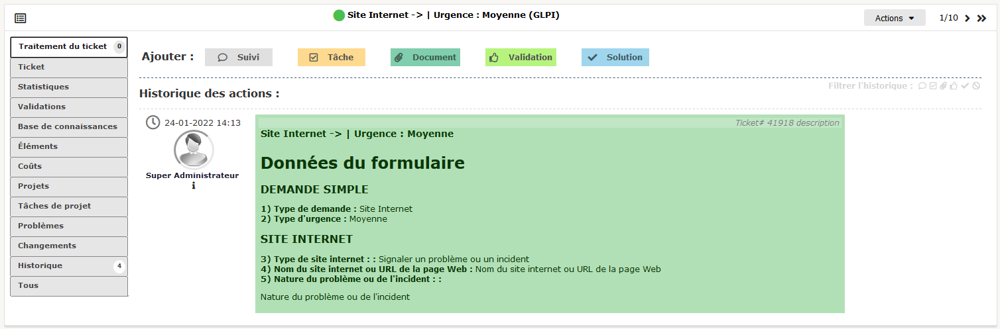 Site Internet -> | Urgence : Moyenne (GLPI)
Actions
1/10
Traitement du ticket 0
Ticket
Statistiques
Validations
Base de connaissances
Éléments
Coûts
Projets
Tâches de projet
Problèmes
Changements
Historique 4
Tous
Ajouter :
Suivi
Tâche
Document
Validation
Solution
Historique des actions :
Filtrer l'historique :
24-01-2022 14:13
Super Administrateur
Ticket# 41918 description
Site Internet -> | Urgence : Moyenne
Données du formulaire
DEMANDE SIMPLE
1) Type de demande : Site Internet
2) Type d'urgence : Moyenne
SITE INTERNET
3) Type de site internet : : Signaler un problème ou un incident
4) Nom du site internet ou URL de la page Web : Nom du site internet ou URL de la page Web
5) Nature du problème ou de l'incident : :
Nature du problème ou de l'incident